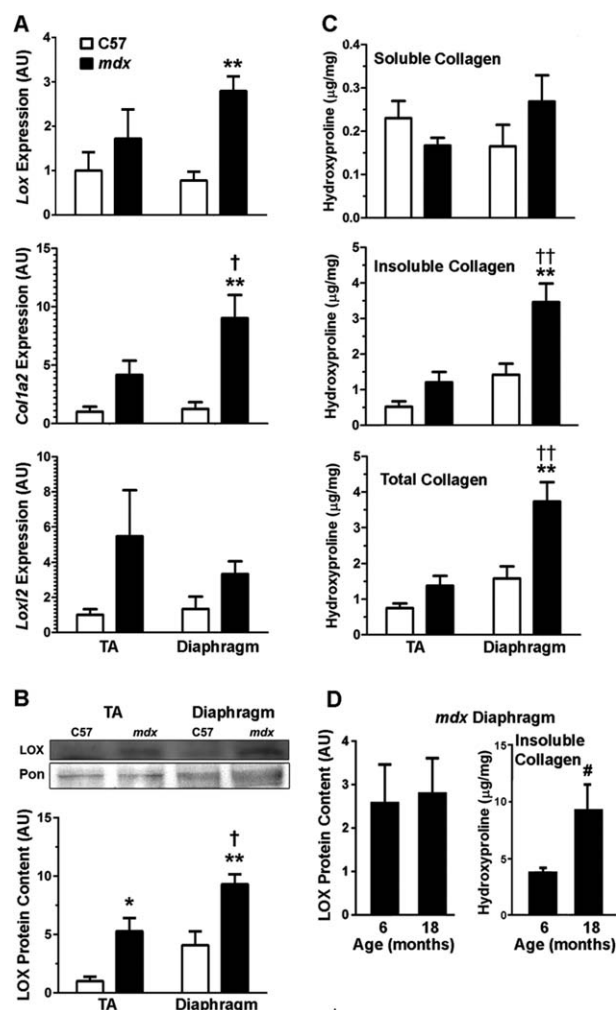 A
C57
mdx
**
Lox Expression (AU)
4
3
2
1
0
†
**
Col1a2 Expression (AU)
15
10
5
0
Loxl2 Expression (AU)
10
8
6
4
2
0
TA Diaphragm
B
TA Diaphragm
C57 mdx C57 mdx
LOX
Pon
LOX Protein Content (AU)
15
10
5
0
*
†
**
TA Diaphragm
C
Soluble Collagen
Hydroxyproline (µg/mg)
0.4
0.3
0.2
0.1
0.0
Insoluble Collagen
††
**
Hydroxyproline (µg/mg)
5
4
3
2
1
0
Total Collagen
††
**
Hydroxyproline (µg/mg)
5
4
3
2
1
0
TA Diaphragm
D
mdx Diaphragm
LOX Protein Content (AU)
4
3
2
1
0
6 18
Age (months)
Insoluble
Collagen
#
Hydroxyproline (µg/mg)
15
10
5
0
6 18
Age (months)